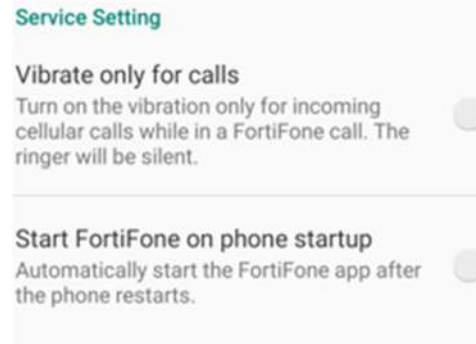 Service Setting
Vibrate only for calls
Turn on the vibration only for incoming
cellular calls while in a FortiFone call. The
ringer will be silent.
Start FortiFone on phone startup
Automatically start the FortiFone app after
the phone restarts.